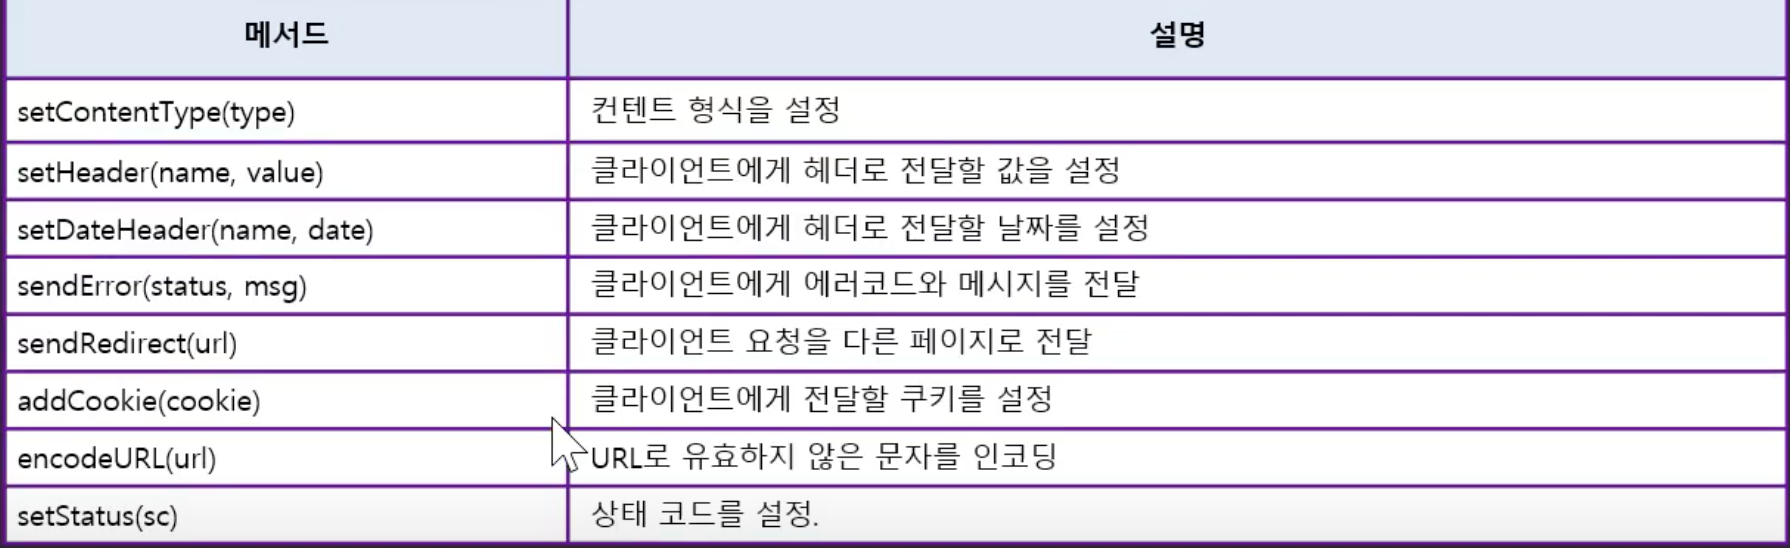 메서드 설명
setContentType(type) 컨텐트 형식을 설정
setHeader(name, value) 클라이언트에게 헤더로 전달할 값을 설정
setDateHeader(name, date) 클라이언트에게 헤더로 전달할 날짜를 설정
sendError(status, msg) 클라이언트에게 에러코드와 메시지를 전달
sendRedirect(url) 클라이언트 요청을 다른 페이지로 전달
addCookie(cookie) 클라이언트에게 전달할 쿠키를 설정
encodeURL(url) URL로 유효하지 않은 문자를 인코딩
setStatus(sc) 상태 코드를 설정.